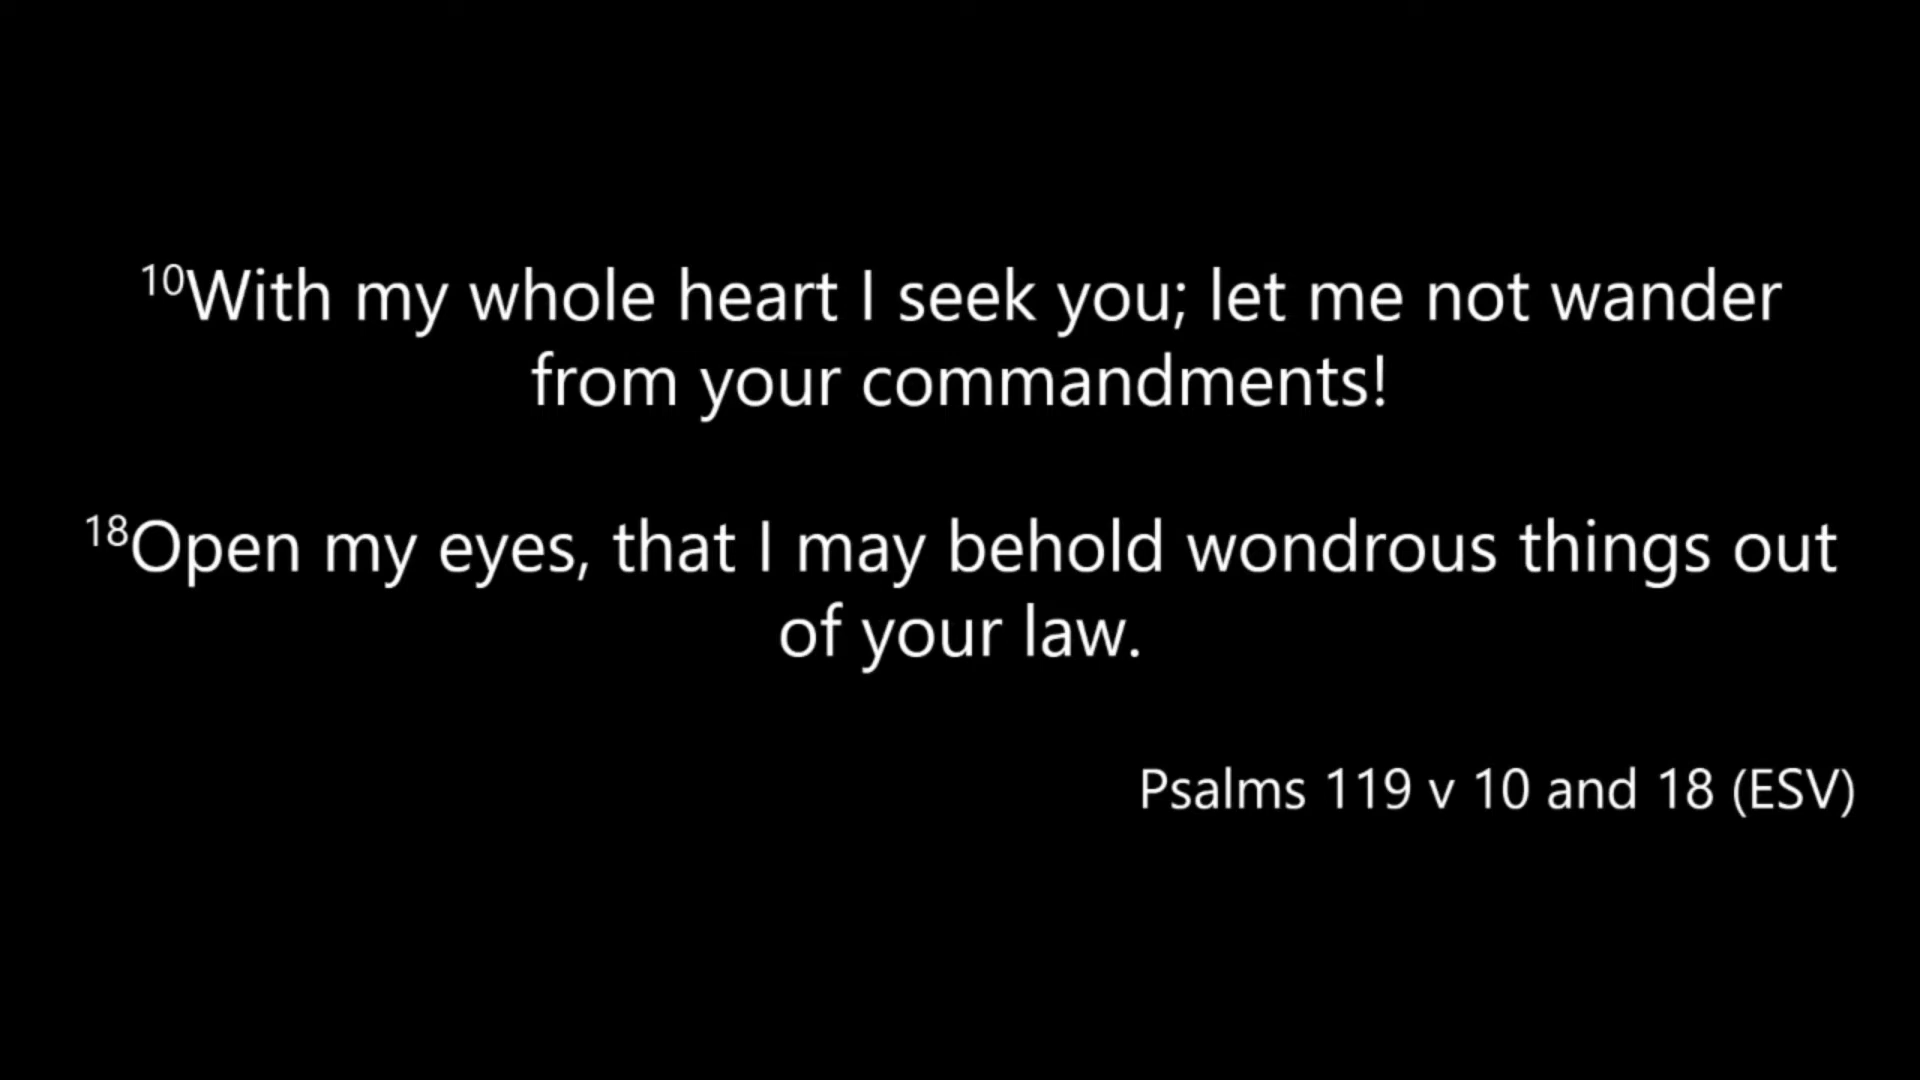 ¹⁰With my whole heart I seek you; let me not wander
from your commandments!
¹⁸Open my eyes, that I may behold wondrous things out
of your law.
Psalms 119 v 10 and 18 (ESV)